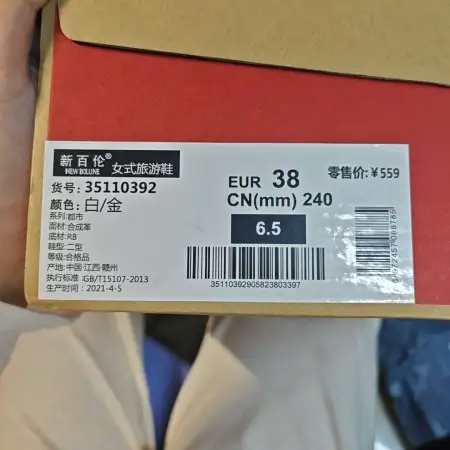 新百伦®
NEW BOLUNE
女式旅游鞋
货号: 35110392
颜色: 白/金
系列:都市
面材:合成革
底材:RB
鞋型:二型
等级:合格品
产地:中国·江西·赣州
执行标准:GB/T15107-2013
生产时间:2021-4-5
EUR 38
CN(mm) 240
6.5
零售价:¥559
35110392905823803397